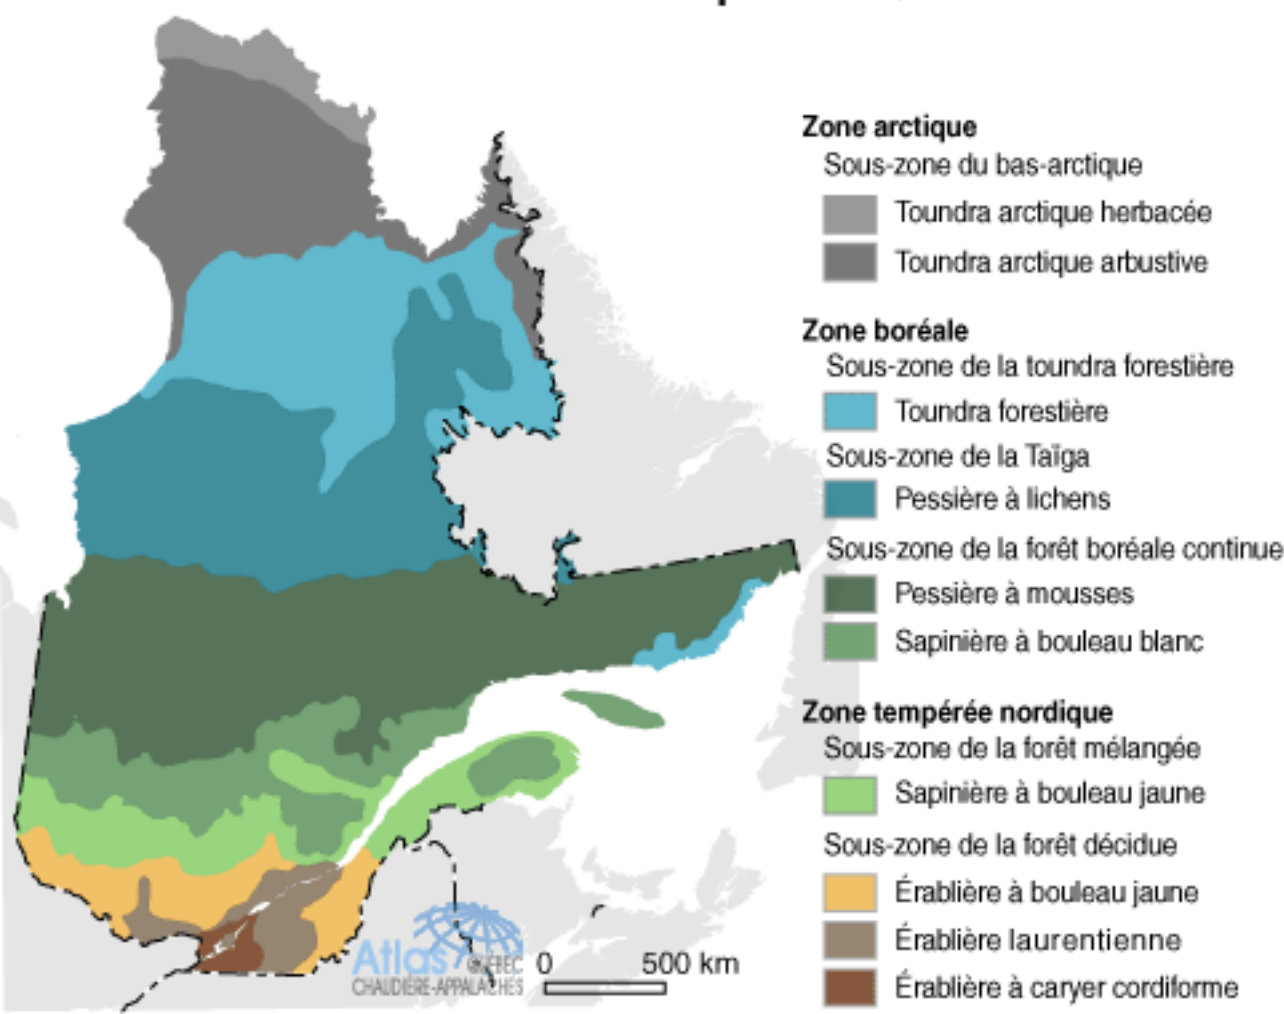 Zone arctique
Sous-zone du bas-arctique
Toundra arctique herbacée
Toundra arctique arbustive
Zone boréale
Sous-zone de la toundra forestière
Toundra forestière
Sous-zone de la Taïga
Pessière à lichens
Sous-zone de la forêt boréale continue
Pessière à mousses
Sapinière à bouleau blanc
Zone tempérée nordique
Sous-zone de la forêt mélangée
Sapinière à bouleau jaune
Sous-zone de la forêt décidue
Érablière à bouleau jaune
Érablière laurentienne
Érablière à caryer cordiforme
0 500 km
Atlas
QUÉBEC
CHAUDIÈRE-APPALACHES